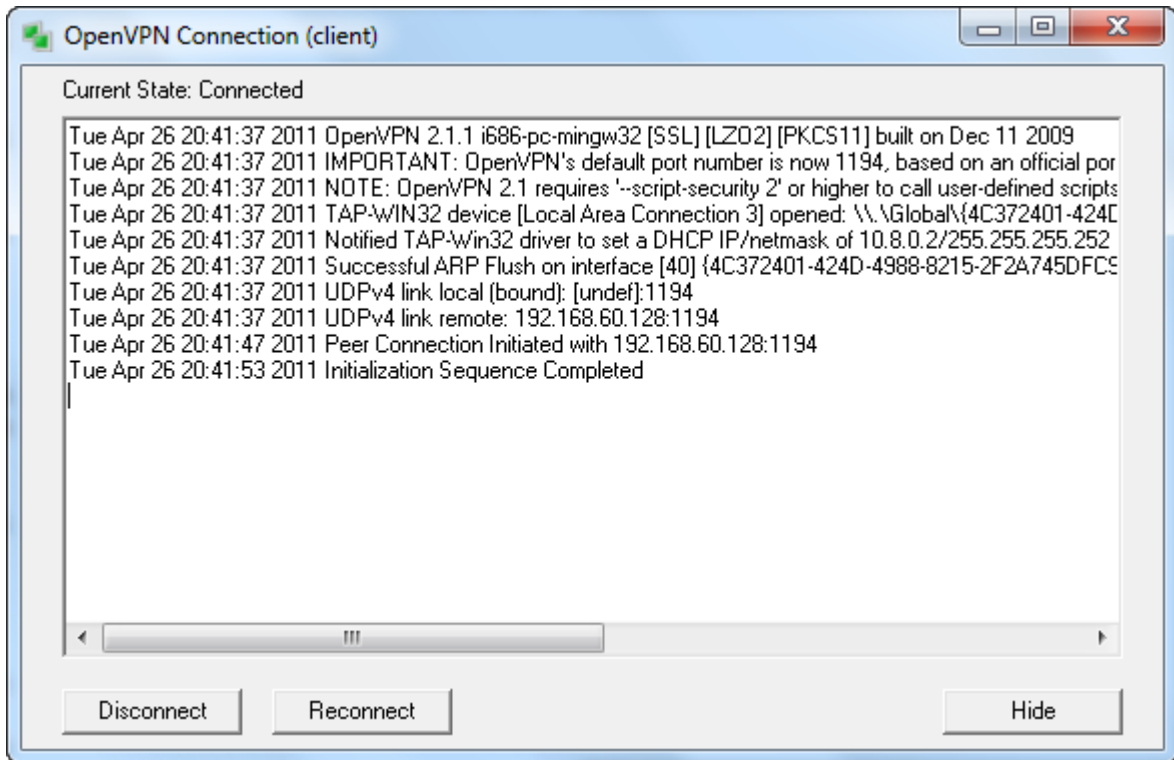 OpenVPN Connection (client)
Current State: Connected
Tue Apr 26 20:41:37 2011 OpenVPN 2.1.1 i686-pc-mingw32 [SSL] [LZO2] [PKCS11] built on Dec 11 2009
Tue Apr 26 20:41:37 2011 IMPORTANT: OpenVPN's default port number is now 1194, based on an official por
Tue Apr 26 20:41:37 2011 NOTE: OpenVPN 2.1 requires '--script-security 2' or higher to call user-defined scripts
Tue Apr 26 20:41:37 2011 TAP-WIN32 device [Local Area Connection 3] opened: \\.\Global\{4C372401-424D
Tue Apr 26 20:41:37 2011 Notified TAP-Win32 driver to set a DHCP IP/netmask of 10.8.0.2/255.255.255.252
Tue Apr 26 20:41:37 2011 Successful ARP Flush on interface [40] {4C372401-424D-4988-8215-2F2A745DFC9
Tue Apr 26 20:41:37 2011 UDPv4 link local (bound): [undef]:1194
Tue Apr 26 20:41:37 2011 UDPv4 link remote: 192.168.60.128:1194
Tue Apr 26 20:41:47 2011 Peer Connection Initiated with 192.168.60.128:1194
Tue Apr 26 20:41:53 2011 Initialization Sequence Completed
Disconnect
Reconnect
Hide